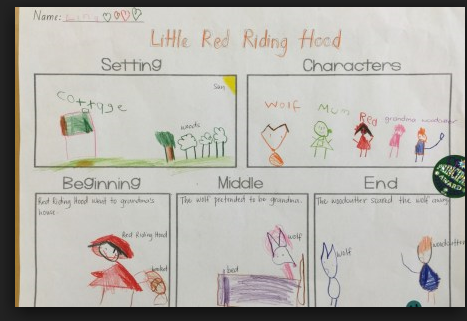 Name:
Little Red Riding Hood
Setting
Characters
Sun
cottage
woods
Wolf
Mum
Red
grandma
woodcutter
Beginning
Middle
End
Red Riding Hood went to grandma's
house.
The wolf pretended to be grandma.
The woodcutter scared the wolf away
Red Riding Hood
basket
wolf
bed
wolf
woodcutter
PRINCIPAL
AWARD